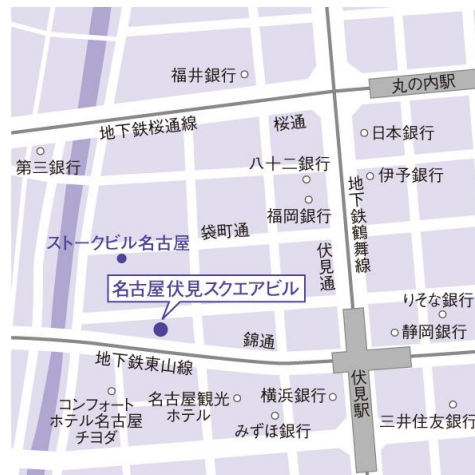 福井銀行
丸の内駅
地下鉄桜通線
桜通
日本銀行
第三銀行
八十二銀行
伊予銀行
福岡銀行
地下鉄鶴舞線
袋町通
伏見通
ストークビル名古屋
名古屋伏見スクエアビル
りそな銀行
錦通
静岡銀行
地下鉄東山線
伏見駅
コンフォート
ホテル名古屋
チヨダ
名古屋観光
ホテル
横浜銀行
みずほ銀行
三井住友銀行